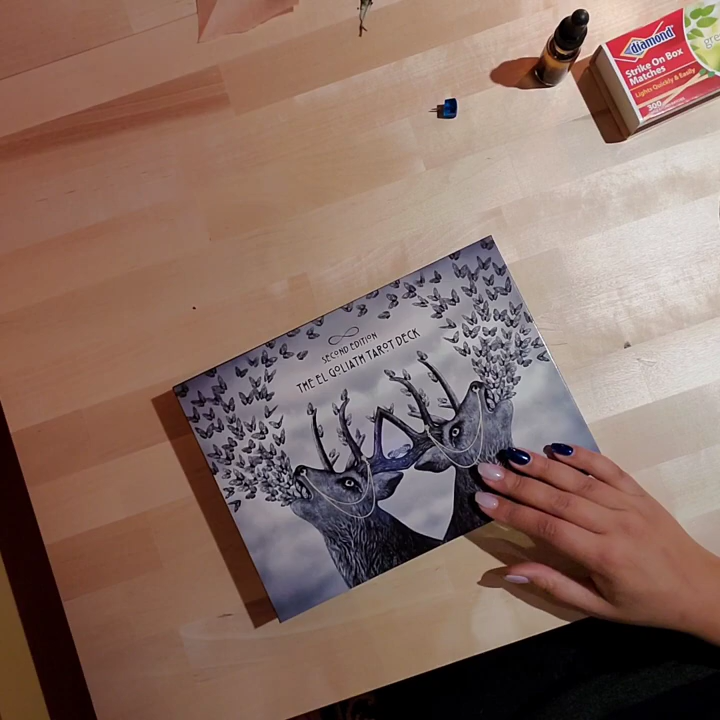 SECOND EDITION
THE EL GOLIATH TAROT DECK
diamond
Strike On Box
Matches
Lights Quickly & Easily
300